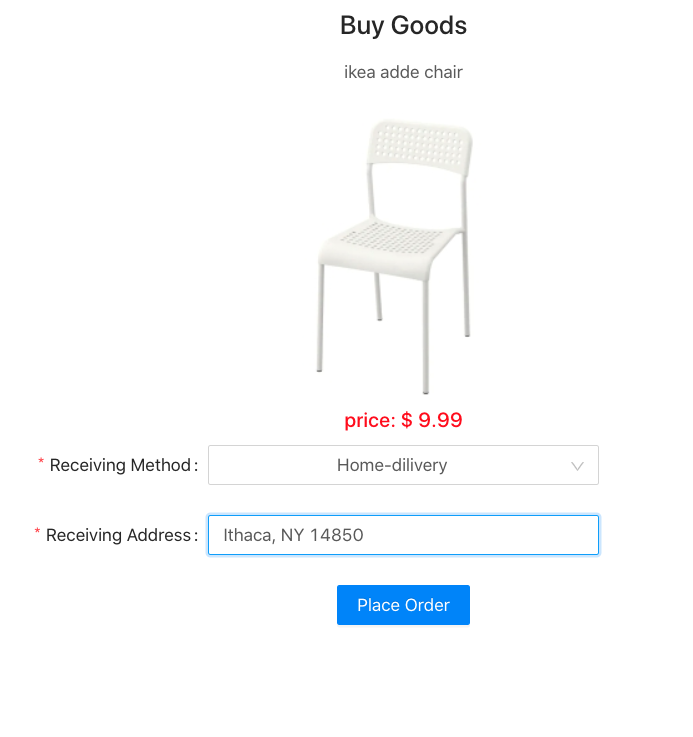 Buy Goods
ikea adde chair
price: $ 9.99
* Receiving Method : Home-dilivery
* Receiving Address : Ithaca, NY 14850
Place Order